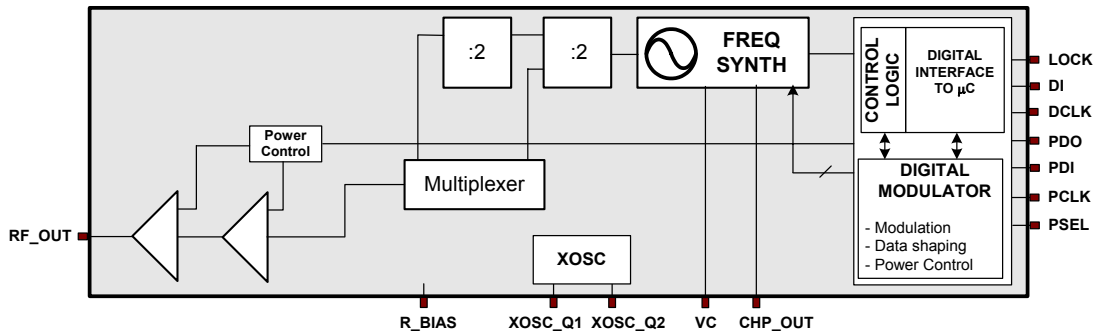 :2
:2
FREQ
SYNTH
CONTROL
LOGIC
DIGITAL
INTERFACE
TO μC
LOCK
DI
DCLK
PDO
PDI
PCLK
PSEL
Power
Control
Multiplexer
DIGITAL
MODULATOR
- Modulation
- Data shaping
- Power Control
RF_OUT
XOSC
R_BIAS
XOSC_Q1
XOSC_Q2
VC
CHP_OUT